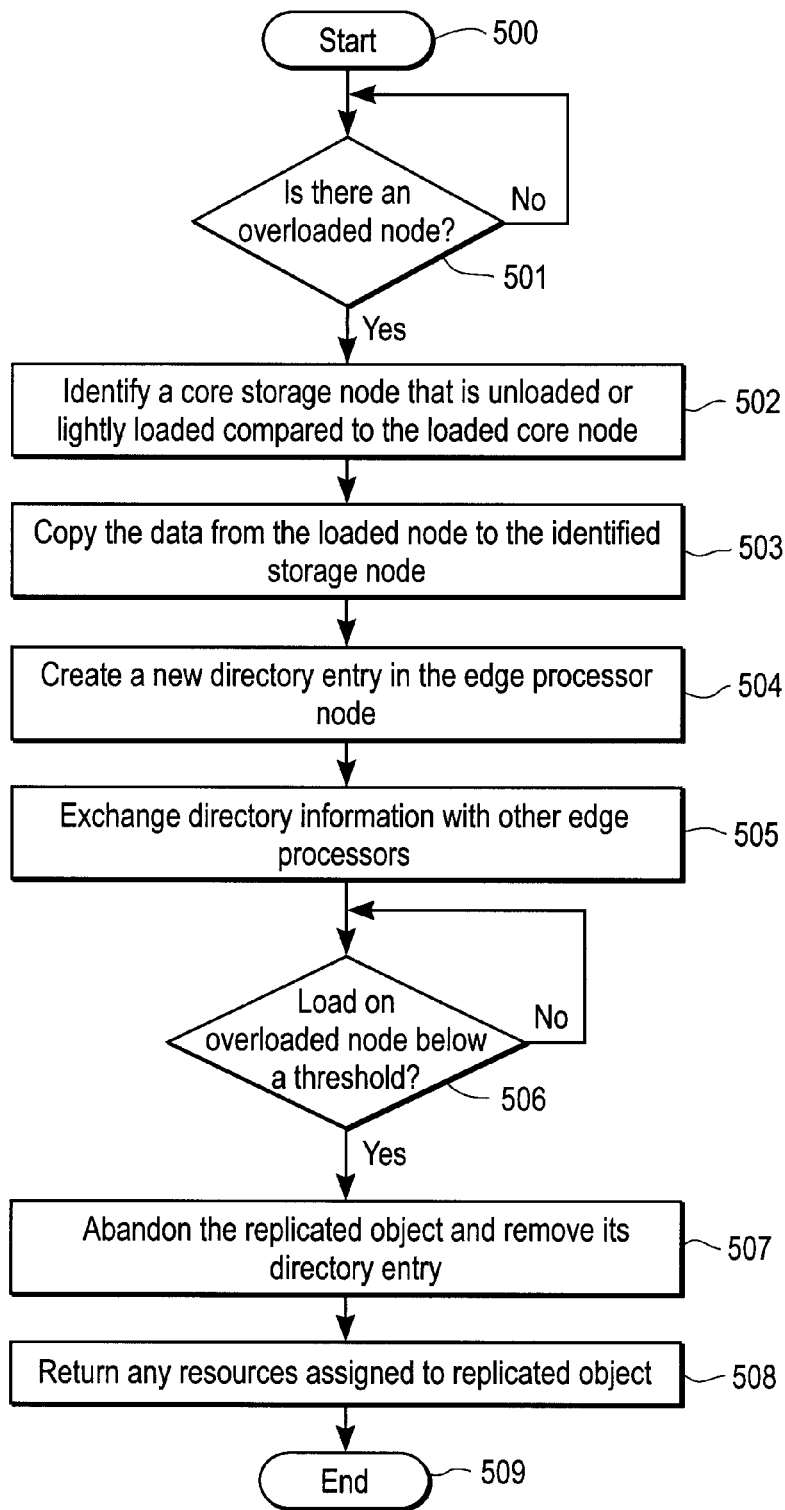 Start
500
Is there an
overloaded node?
No
501
Yes
Identify a core storage node that is unloaded or
lightly loaded compared to the loaded core node
502
Copy the data from the loaded node to the identified
storage node
503
Create a new directory entry in the edge processor
node
504
Exchange directory information with other edge
processors
505
Load on
overloaded node below
a threshold?
No
506
Yes
Abandon the replicated object and remove its
directory entry
507
Return any resources assigned to replicated object
508
End
509